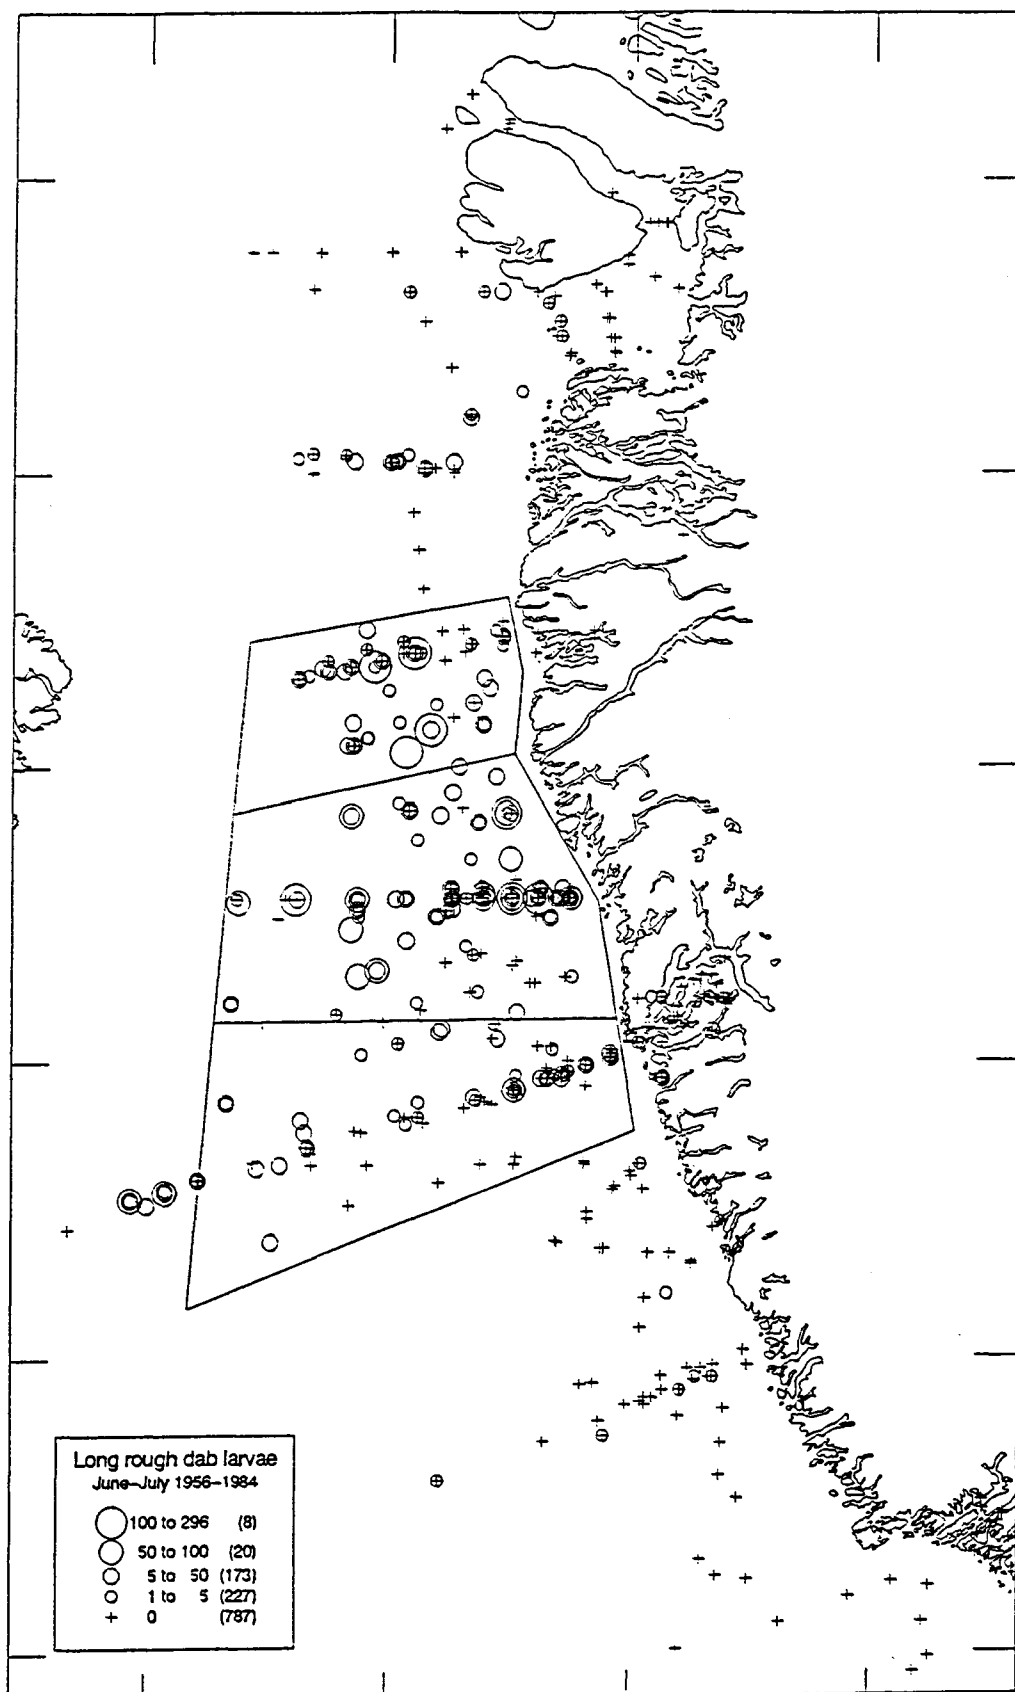 Long rough dab larvae
June-July 1956-1984
100 to 296 (8)
50 to 100 (20)
5 to 50 (173)
1 to 5 (227)
+ 0 (787)